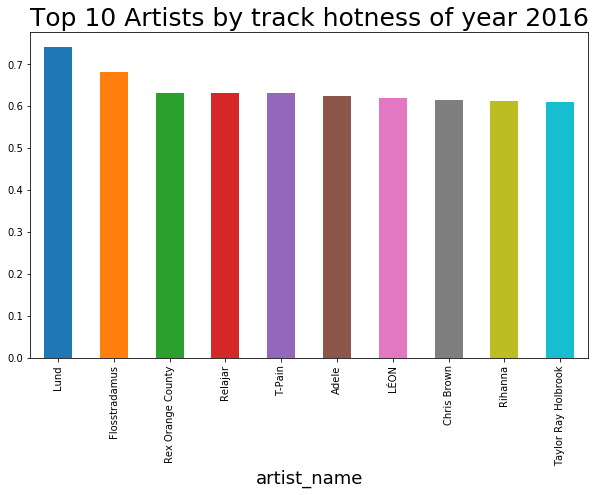 Top 10 Artists by track hotness of year 2016
0.7
0.6
0.5
0.4
0.3
0.2
0.1
0.0
Lund
Flosstradamus
Rex Orange County
Relajar
T-Pain
Adele
LÉON
Chris Brown
Rihanna
Taylor Ray Holbrook
artist_name